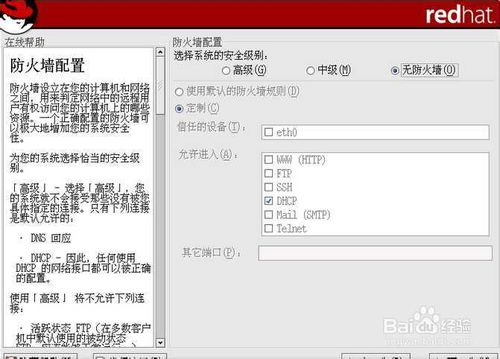 redhat.
在线帮助
防火墙配置
防火墙设立在您的计算机和网络
之间，用来判定网络中的远程用
户有权访问您的计算机上的哪些
资源。一个正确配置的防火墙可
以极大地增加您的系统安全
性。
为您的系统选择恰当的安全级
别。
「高级」 - 选择「高级」，您
的系统就不会接受那些没有被您
具体指定的连接。只有下列连接
是默认允许的：
· DNS 回应
· DHCP - 因此，任何使用
DHCP 的网络接口都可以被正确
的配置。
使用「高级」 将不允许下列连
接：
· 活跃状态 FTP（在多数客户
机中默认使用的被动状态
防火墙配置
选择系统的安全级别：
高级(G)
中级(M)
无防火墙(O)
使用默认的防火墙规则(D)
定制(C)
信任的设备(T)：
eth0
允许进入(A)：
WWW (HTTP)
FTP
SSH
DHCP
Mail (SMTP)
Telnet
其它端口(P)：
Baidu经验